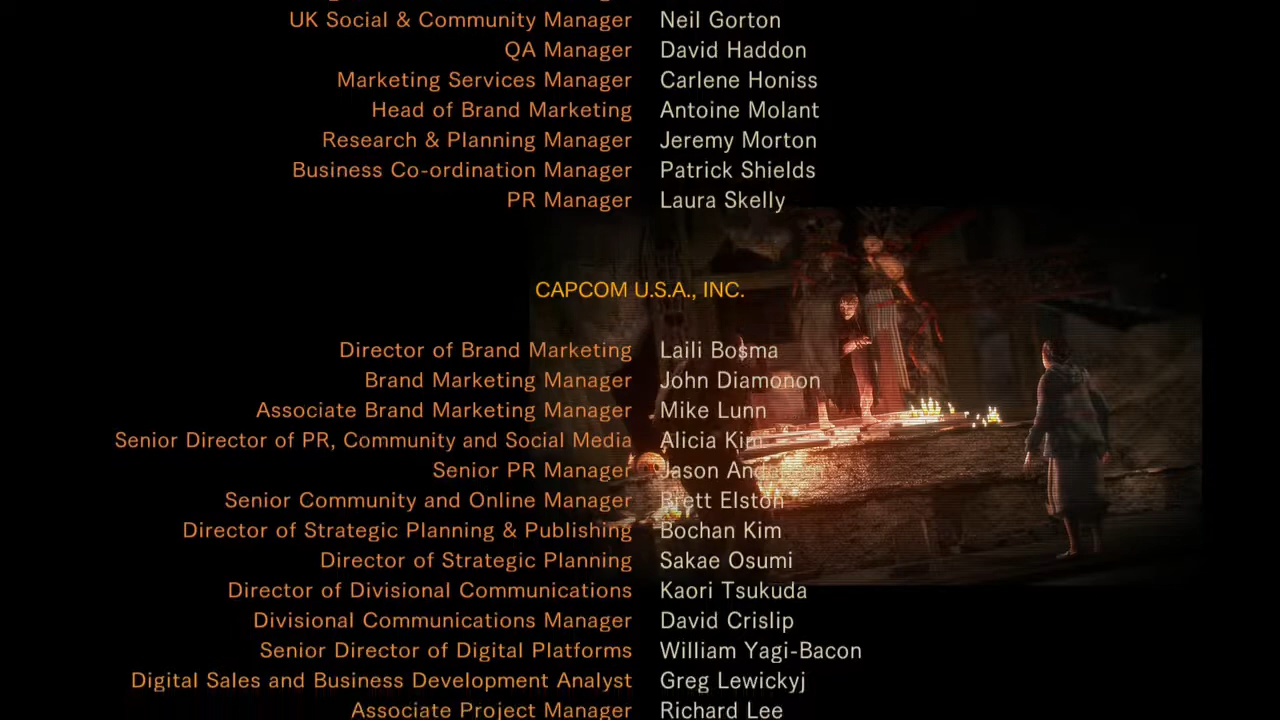 UK Social & Community Manager Neil Gorton
QA Manager David Haddon
Marketing Services Manager Carlene Honiss
Head of Brand Marketing Antoine Molant
Research & Planning Manager Jeremy Morton
Business Co-ordination Manager Patrick Shields
PR Manager Laura Skelly
CAPCOM U.S.A., INC.
Director of Brand Marketing Laili Bosma
Brand Marketing Manager John Diamonon
Associate Brand Marketing Manager Mike Lunn
Senior Director of PR, Community and Social Media Alicia Kim
Senior PR Manager Jason
Senior Community and Online Manager Brett Elston
Director of Strategic Planning & Publishing Bochan Kim
Director of Strategic Planning Sakae Osumi
Director of Divisional Communications Kaori Tsukuda
Divisional Communications Manager David Crislip
Senior Director of Digital Platforms William Yagi-Bacon
Digital Sales and Business Development Analyst Greg Lewickyj
Associate Project Manager Richard Lee